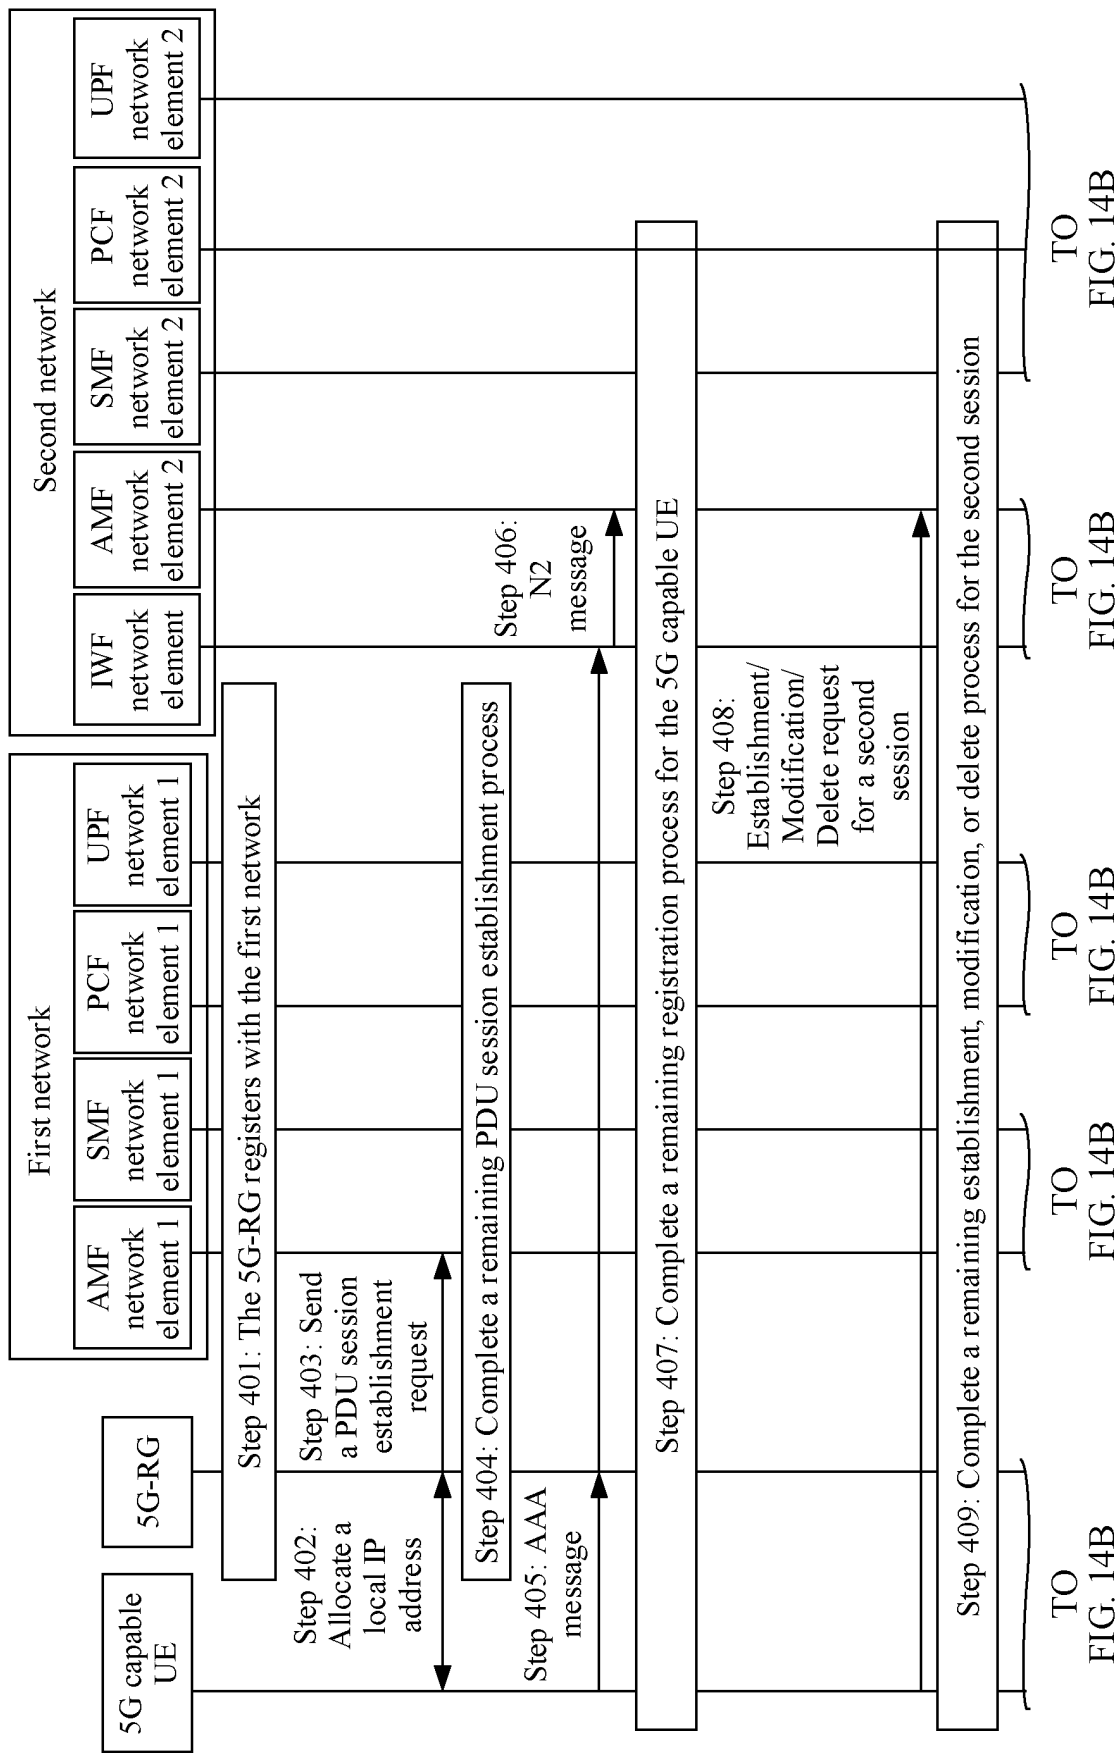 First network
Second network
5G capable
UE
5G-RG
AMF
network
element 1
SMF
network
element 1
PCF
network
element 1
UPF
network
element 1
IWF
network
element
AMF
network
element 2
SMF
network
element 2
PCF
network
element 2
UPF
network
element 2
Step 401: The 5G-RG registers with the first network
Step 402:
Allocate a
local IP
address
Step 403: Send
a PDU session
establishment
request
Step 404: Complete a remaining PDU session establishment process
Step 405: AAA
message
Step 406:
N2
message
Step 407: Complete a remaining registration process for the 5G capable UE
Step 408:
Establishment/
Modification/
Delete request
for a second
session
Step 409: Complete a remaining establishment, modification, or delete process for the second session
TO
FIG. 14B
TO
FIG. 14B
TO
FIG. 14B
TO
FIG. 14B
TO
FIG. 14B